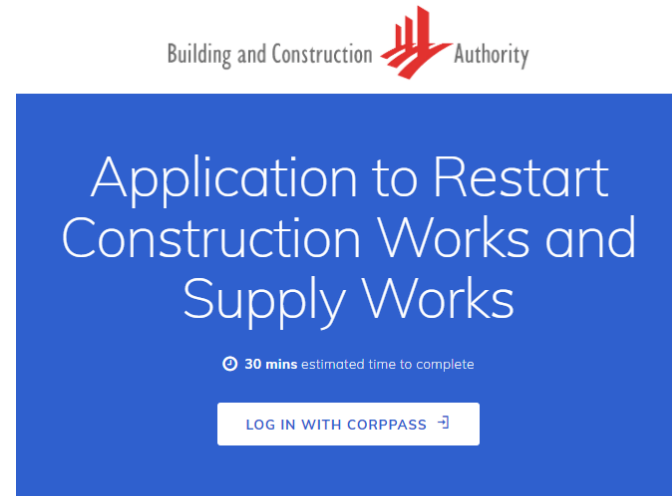 Building and Construction Authority
Application to Restart
Construction Works and
Supply Works
30 mins estimated time to complete
LOG IN WITH CORPPASS